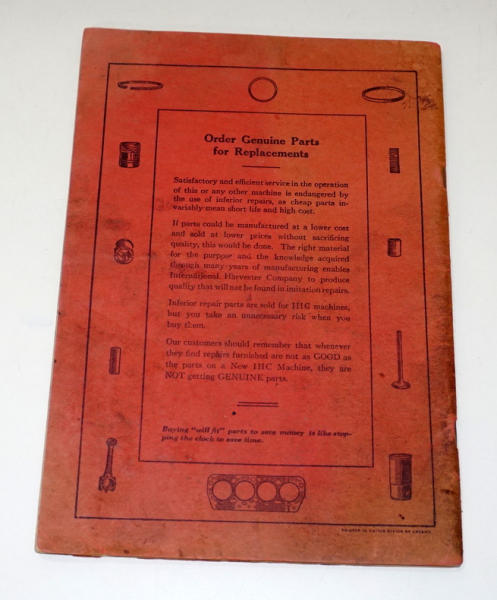 Order Genuine Parts
for Replacements
Satisfactory and efficient service in the operation
of this or any other machine is endangered by
the use of inferior repairs, as cheap parts in-
variably mean short life and high cost.
If parts could be manufactured at a lower cost
and sold at lower prices without sacrificing
quality, this would be done. The right material
for the purpose and the knowledge acquired
through many years of manufacturing enables
International Harvester Company to produce
quality that will not be found in imitation repairs.
Inferior repair parts are sold for IHC machines,
but you take an unnecessary risk when you
buy them.
Our customers should remember that whenever
they find repairs furnished are not as GOOD as
the parts on a New IHC Machine, they are
NOT getting GENUINE parts.
Buying "will fit" parts to save money is like stop-
ping the clock to save time.
PRINTED IN UNITED STATES OF AMERICA